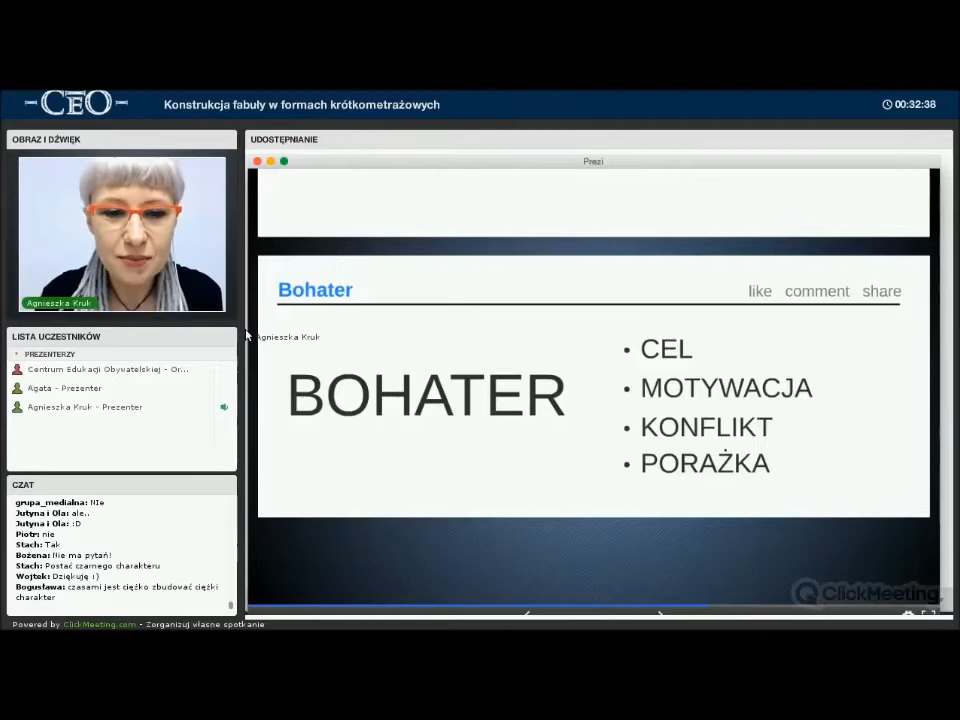 CEO
Konstrukcja fabuły w formach krótkometrażowych
00:32:38
OBRAZ I DŹWIĘK
Agnieszka Kruk
LISTA UCZESTNIKÓW
PREZENTERZY
Centrum Edukacji Obywatelskiej - Or...
Agata - Prezenter
Agnieszka Kruk - Prezenter
CZAT
grupa_medialna: NIe
Jutyna i Ola: ale..
Jutyna i Ola: :D
Piotr: nie
Stach: Tak
Bożena: Nie ma pytań!
Stach: Postać czarnego charakteru
Wojtek: Dziękuję :)
Bogusława: czasami jest ciężko zbudować ciężki
charakter
UDOSTĘPNIANIE
Prezi
Bohater
like comment share
Agnieszka Kruk
BOHATER
• CEL
• MOTYWACJA
• KONFLIKT
• PORAŻKA
ClickMeeting
Powered by ClickMeeting.com - Zorganizuj własne spotkanie